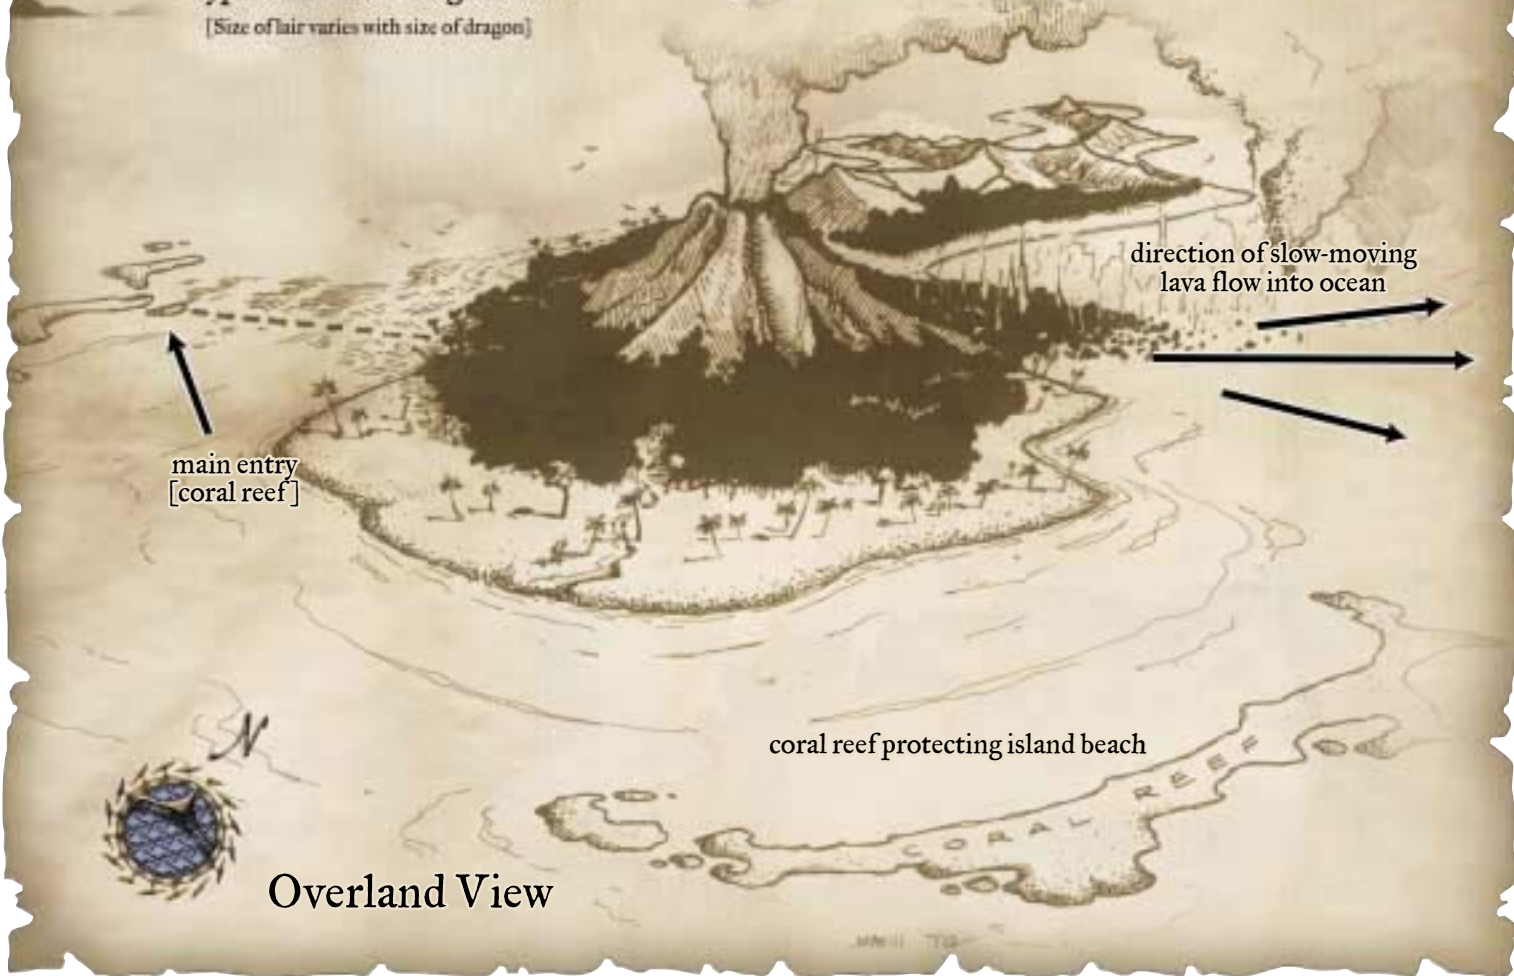 [Size of lair varies with size of dragon]
direction of slow-moving
lava flow into ocean
main entry
[coral reef]
N
coral reef protecting island beach
CORAL REEF
Overland View